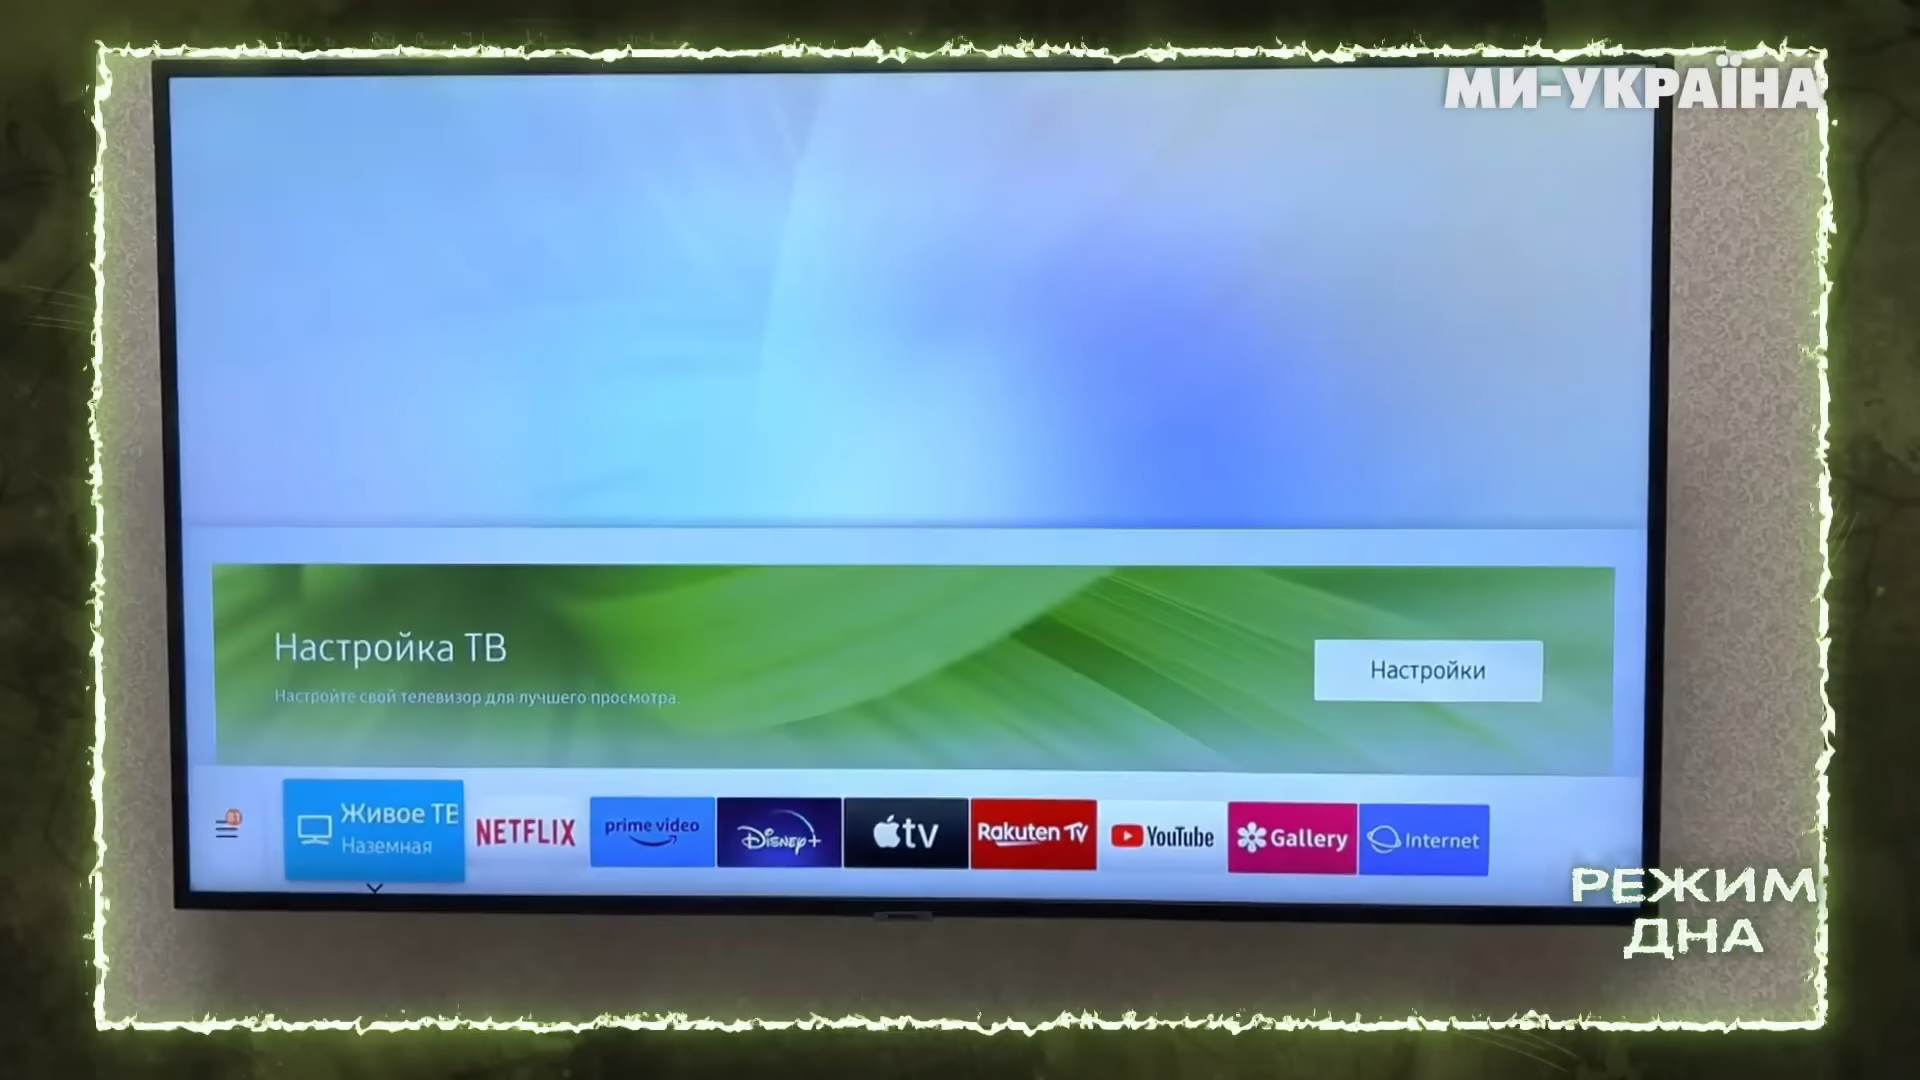 МИ-УКРАЇНА
Настройка ТВ
Настройте свой телевизор для лучшего просмотра.
Настройки
81
Живое ТВ
Наземная
NETFLIX
prime video
Disney+
tv
Rakuten TV
YouTube
Gallery
Internet
РЕЖИМ
ДНА